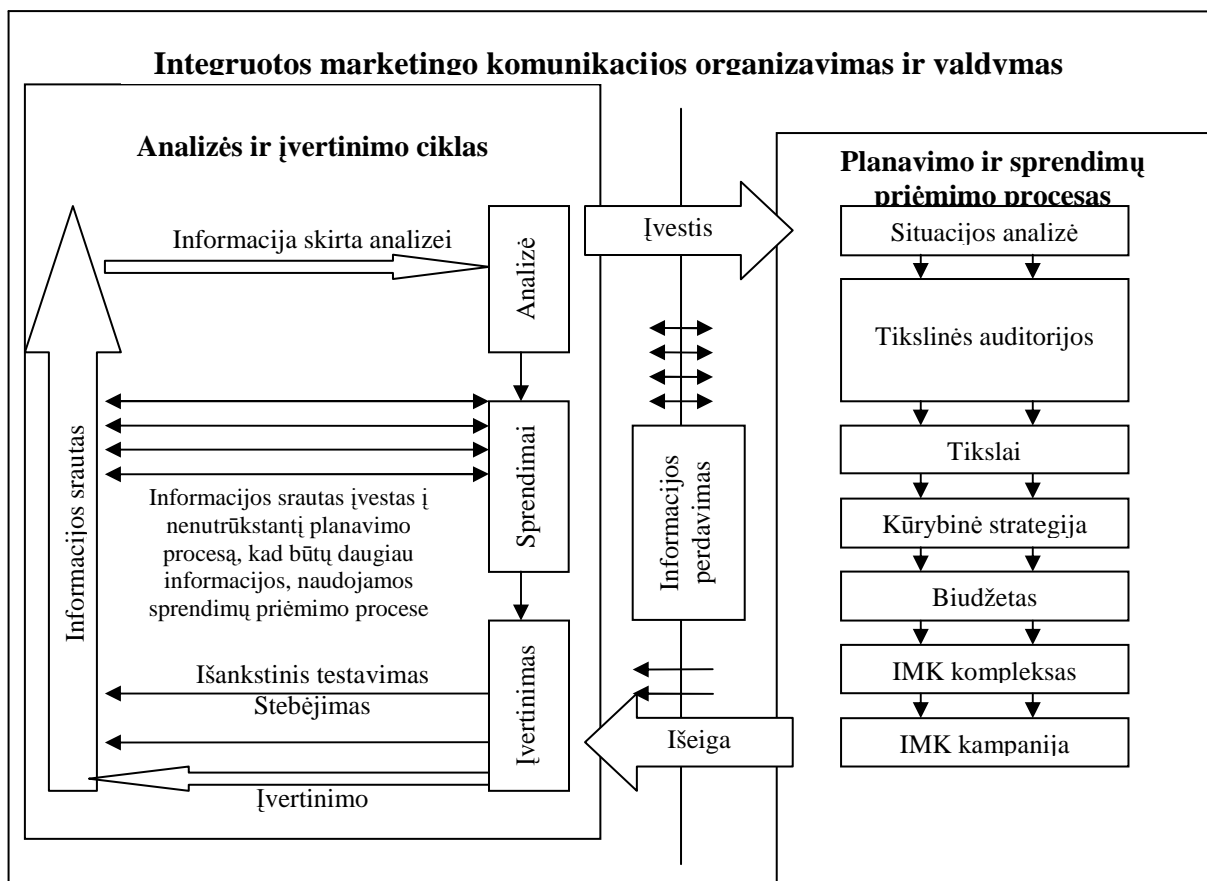 Integruotos marketingo komunikacijos organizavimas ir valdymas
Analizės ir įvertinimo ciklas
Informacijos srautas
Informacija skirta analizei
Analizė
Sprendimai
Informacijos srautas įvestas į
nenutrūkstantį planavimo
procesą, kad būtų daugiau
informacijos, naudojamos
sprendimų priėmimo procese
Išankstinis testavimas
Stebėjimas
Įvertinimas
Įvertinimo
Įvestis
Informacijos
perdavimas
Išeiga
Planavimo ir sprendimų
priėmimo procesas
Situacijos analizė
Tikslinės auditorijos
Tikslai
Kūrybinė strategija
Biudžetas
IMK kompleksas
IMK kampanija